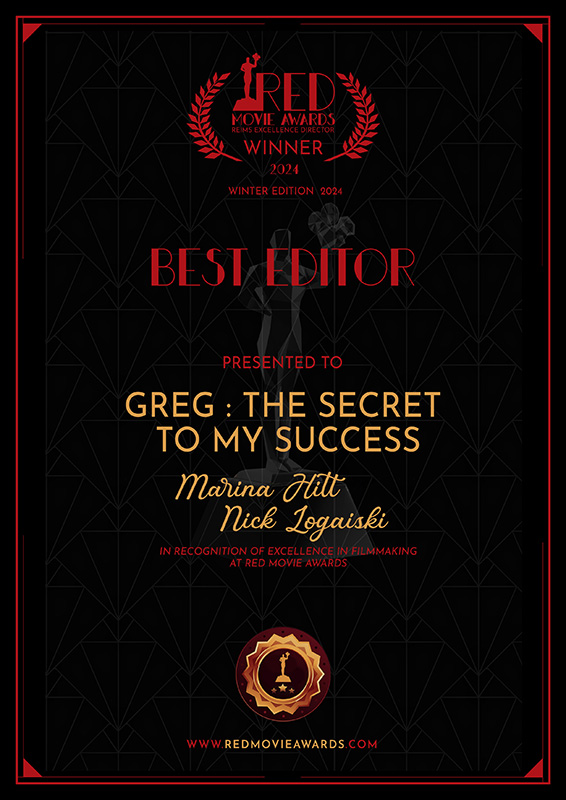 RED
MOVIE AWARDS
REIMS EXCELLENCE DIRECTOR
WINNER
2024
WINTER EDITION 2024
BEST EDITOR
PRESENTED TO
GREG : THE SECRET
TO MY SUCCESS
Marina Hitt
Nick Logaiski
IN RECOGNITION OF EXCELLENCE IN FILMMAKING
AT RED MOVIE AWARDS
WWW.REDMOVIEAWARDS.COM